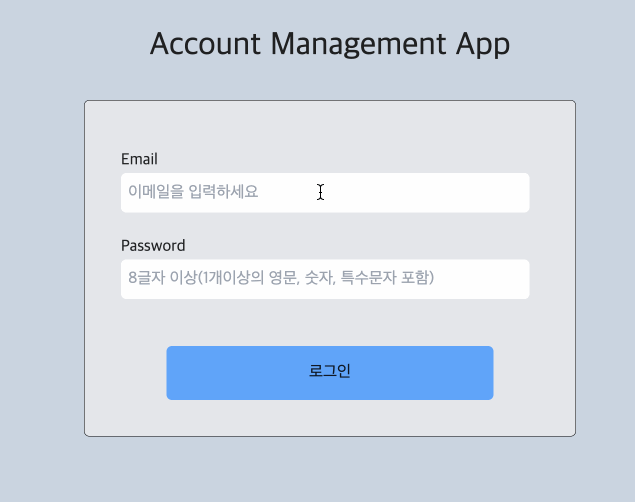 Account Management App
Email
이메일을 입력하세요
Password
8글자 이상(1개이상의 영문, 숫자, 특수문자 포함)
로그인